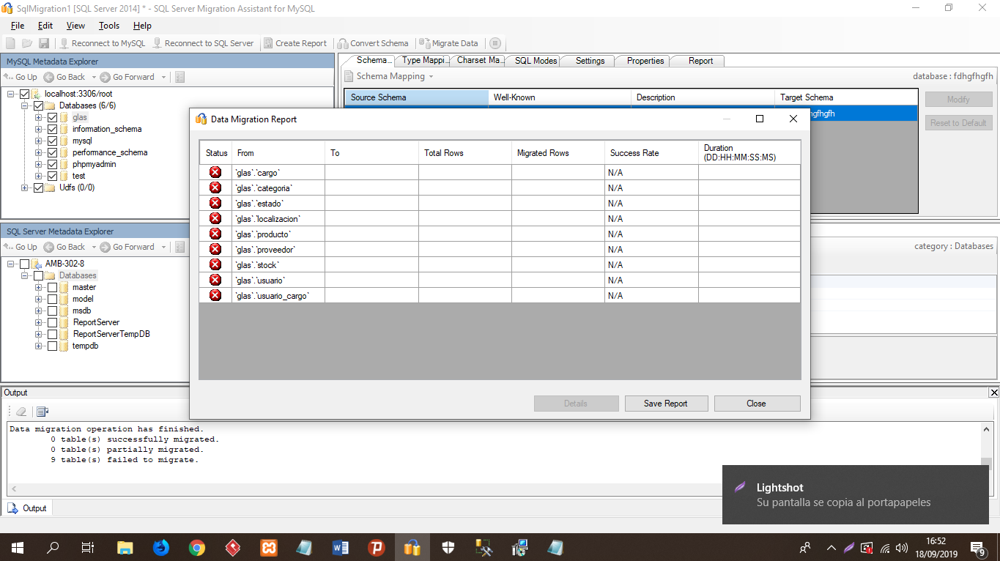 SqlMigration1 [SQL Server 2014] * - SQL Server Migration Assistant for MySQL
File Edit View Tools Help
Reconnect to MySQL Reconnect to SQL Server Create Report Convert Schema Migrate Data
MySQL Metadata Explorer
Go Up Go Back Go Forward
localhost:3306/root
Databases (6/6)
glas
information_schema
mysql
performance_schema
phpmyadmin
test
Udfs (0/0)
Schema... Type Mappi... Charset Ma... SQL Modes Settings Properties Report
Schema Mapping database : fdhgfhgfh
Source Schema Well-Known Description Target Schema
ngfhgfh
Modify
Reset to Default
SQL Server Metadata Explorer
Go Up Go Back Go Forward
AMB-302-8
Databases
master
model
msdb
ReportServer
ReportServerTempDB
tempdb
category : Databases
Data Migration Report
Status From To Total Rows Migrated Rows Success Rate Duration (DD:HH:MM:SS:MS)
`glas`.`cargo` N/A
`glas`.`categoria` N/A
`glas`.`estado` N/A
`glas`.`localizacion` N/A
`glas`.`producto` N/A
`glas`.`proveedor` N/A
`glas`.`stock` N/A
`glas`.`usuario` N/A
`glas`.`usuario_cargo` N/A
Details Save Report Close
Output
Data migration operation has finished.
0 table(s) successfully migrated.
0 table(s) partially migrated.
9 table(s) failed to migrate.
Output
Lightshot
Su pantalla se copia al portapapeles
16:52
18/09/2019
9